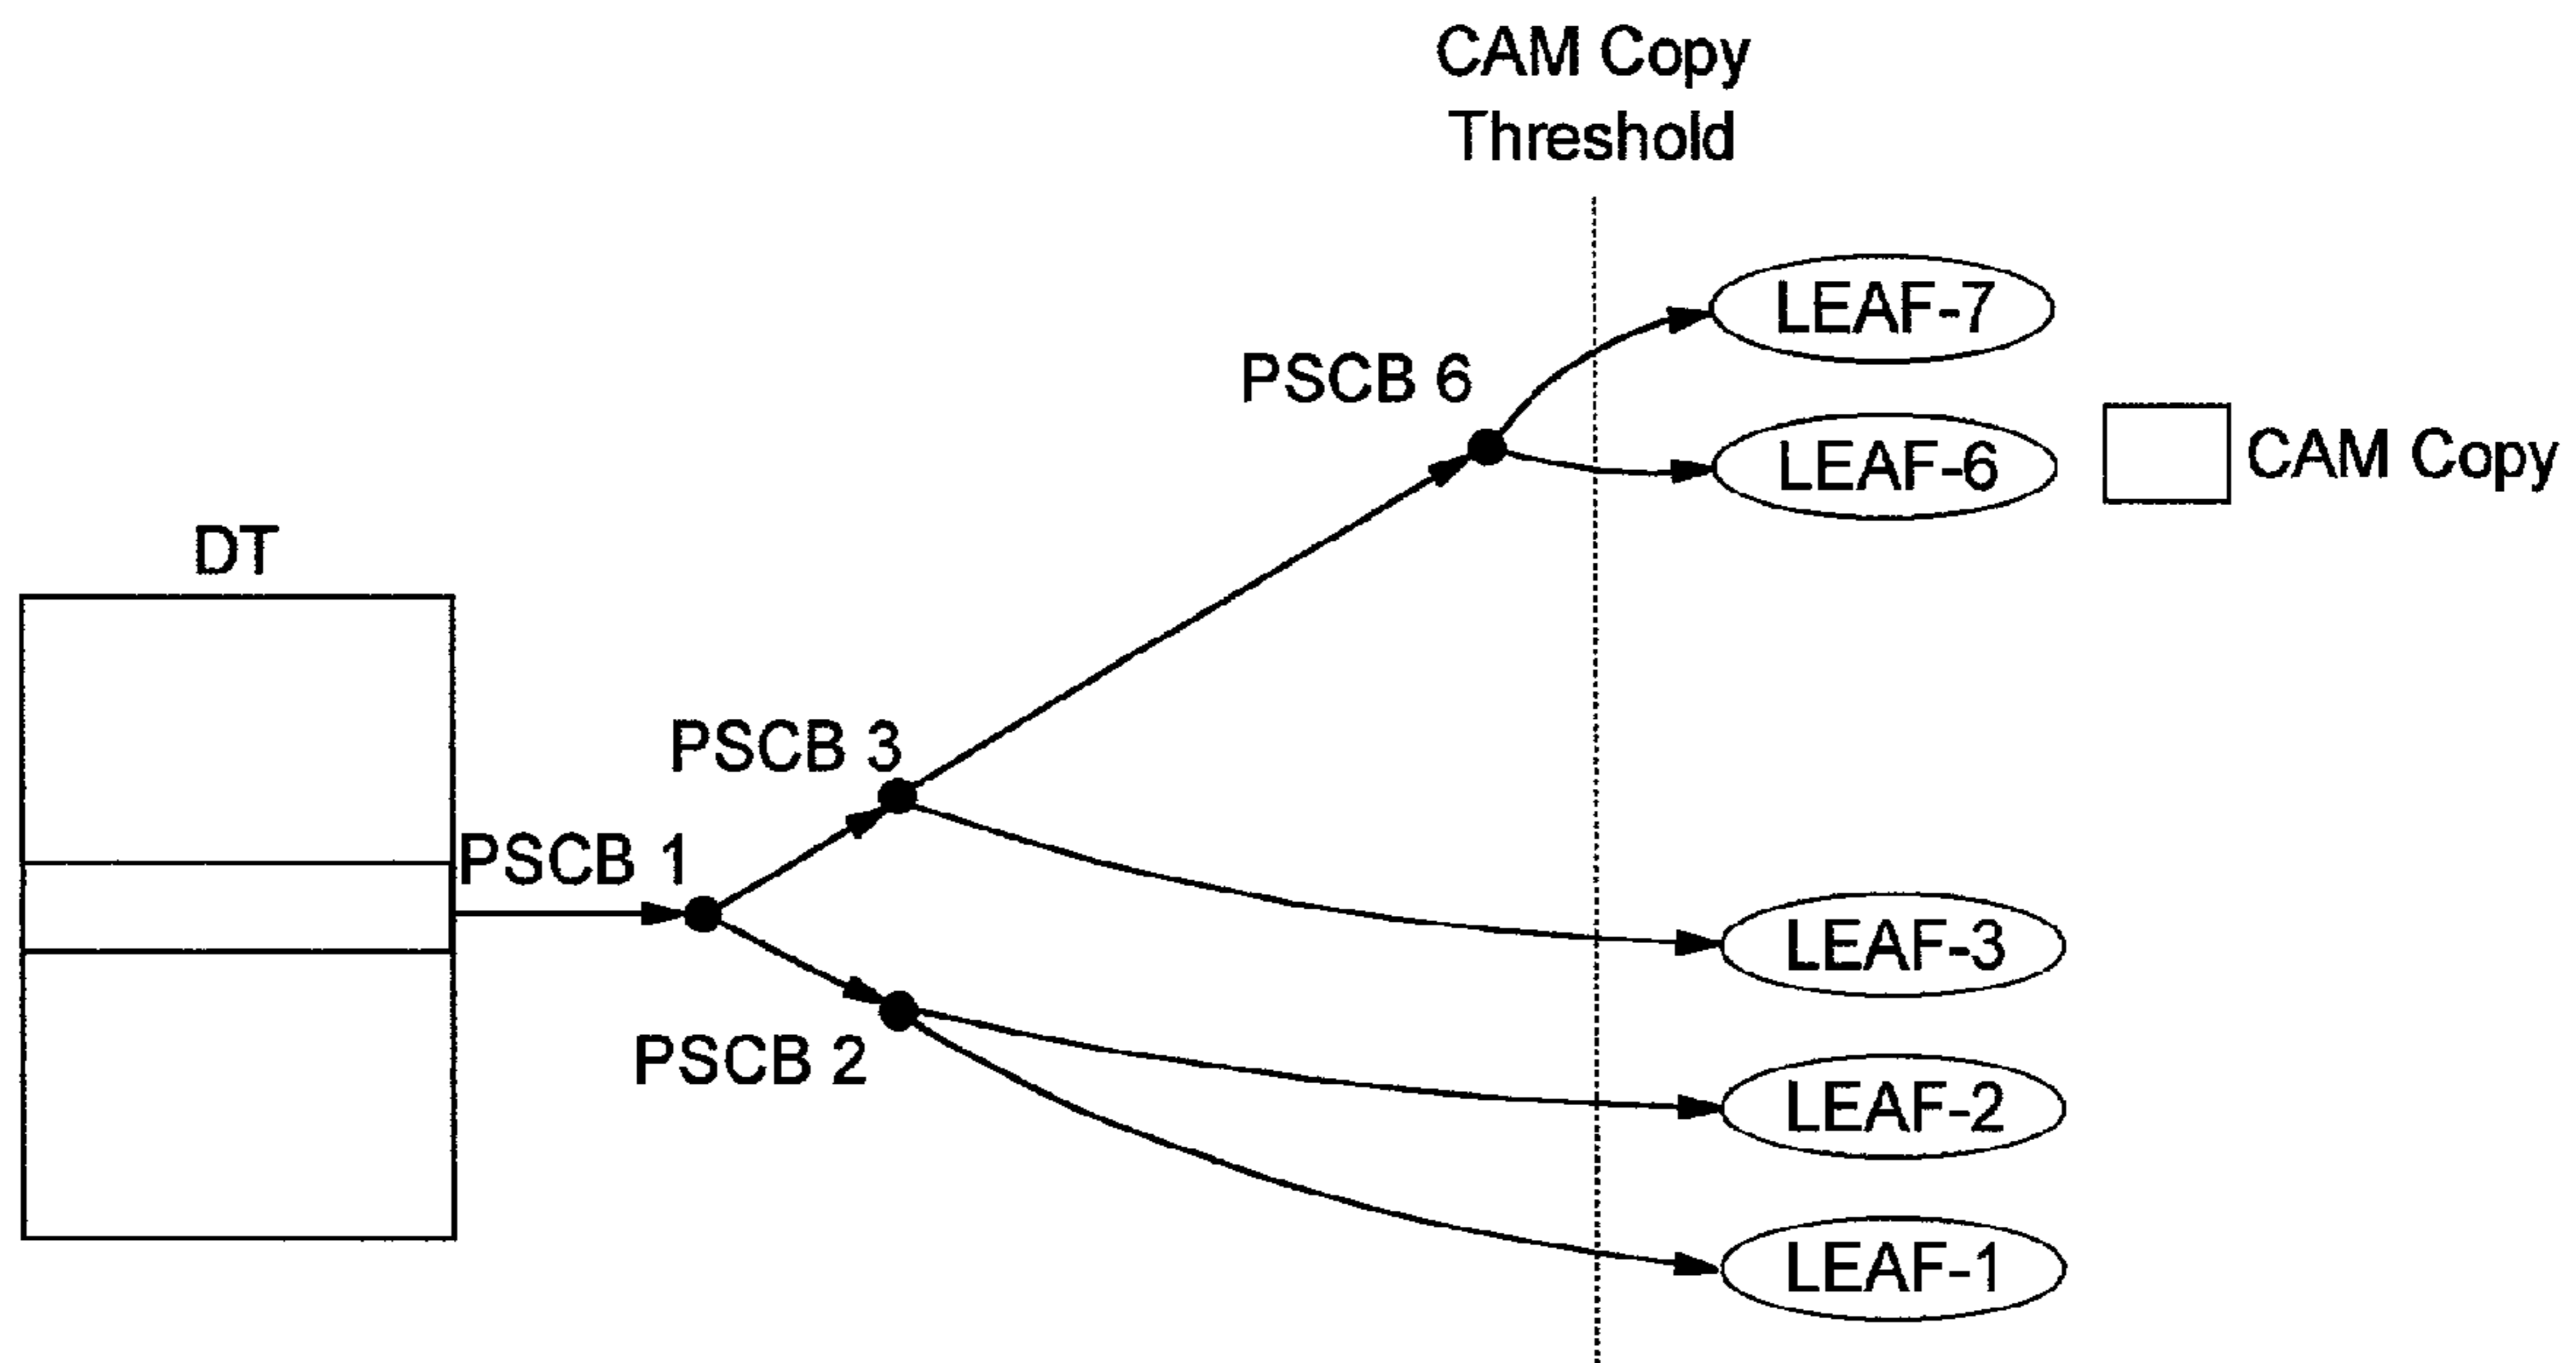 CAM Copy
Threshold
LEAF-7
PSCB 6
LEAF-6
CAM Copy
DT
PSCB 3
PSCB 1
LEAF-3
PSCB 2
LEAF-2
LEAF-1